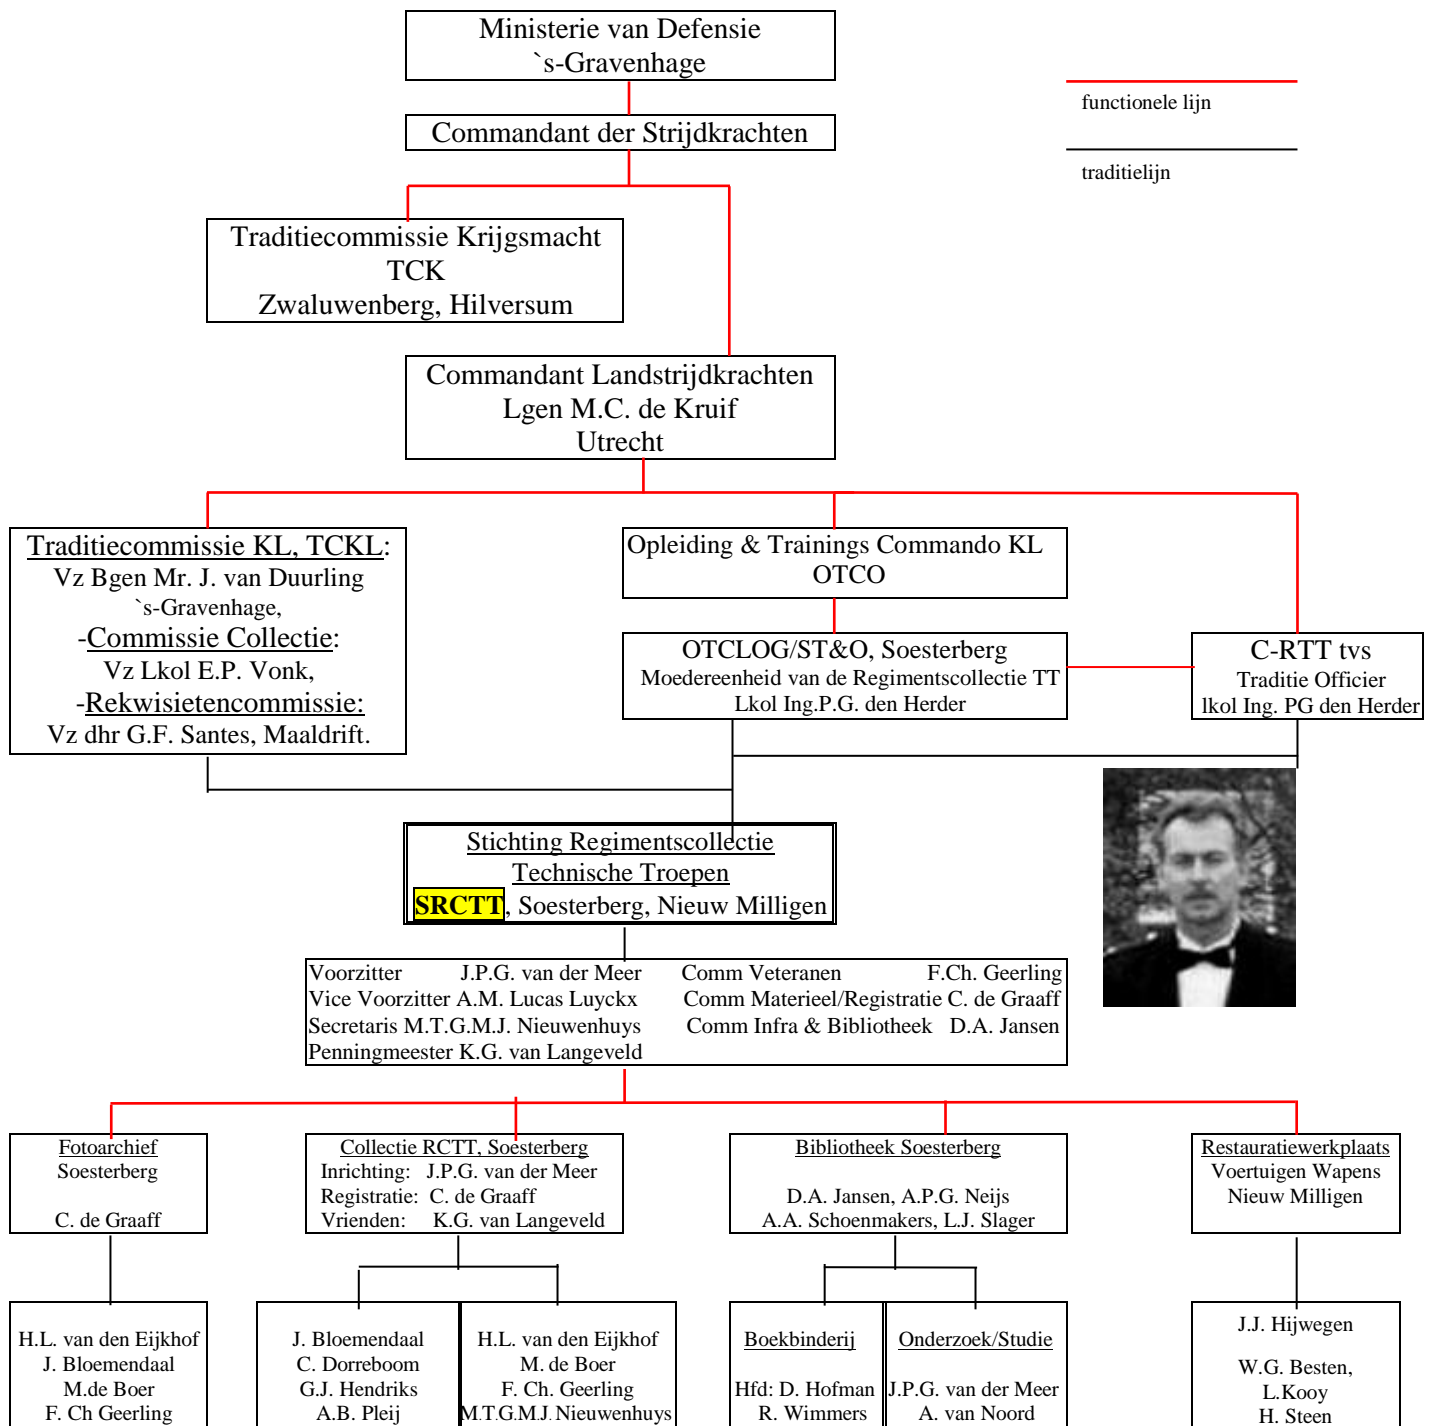 Ministerie van Defensie
`s-Gravenhage
functionele lijn
Commandant der Strijdkrachten
traditielijn
Traditiecommissie Krijgsmacht
TCK
Zwaluwenberg, Hilversum
Commandant Landstrijdkrachten
Lgen M.C. de Kruif
Utrecht
Traditiecommissie KL, TCKL:
Vz Bgen Mr. J. van Duurling
`s-Gravenhage,
-Commissie Collectie:
Vz Lkol E.P. Vonk,
-Rekwisietencommissie:
Vz dhr G.F. Santes, Maaldrift.
Opleiding & Trainings Commando KL
OTCO
OTCLOG/ST&O, Soesterberg
Moedereenheid van de Regimentscollectie TT
Lkol Ing.P.G. den Herder
C-RTT tvs
Traditie Officier
lkol Ing. PG den Herder
Stichting Regimentscollectie
Technische Troepen
SRCTT, Soesterberg, Nieuw Milligen
Voorzitter J.P.G. van der Meer Comm Veteranen F.Ch. Geerling
Vice Voorzitter A.M. Lucas Luyckx Comm Materieel/Registratie C. de Graaff
Secretaris M.T.G.M.J. Nieuwenhuys Comm Infra & Bibliotheek D.A. Jansen
Penningmeester K.G. van Langeveld
Fotoarchief
Soesterberg
C. de Graaff
Collectie RCTT, Soesterberg
Inrichting: J.P.G. van der Meer
Registratie: C. de Graaff
Vrienden: K.G. van Langeveld
Bibliotheek Soesterberg
D.A. Jansen, A.P.G. Neijs
A.A. Schoenmakers, L.J. Slager
Restauratiewerkplaats
Voertuigen Wapens
Nieuw Milligen
H.L. van den Eijkhof
J. Bloemendaal
M.de Boer
F. Ch Geerling
J. Bloemendaal
C. Dorreboom
G.J. Hendriks
A.B. Pleij
H.L. van den Eijkhof
M. de Boer
F. Ch. Geerling
M.T.G.M.J. Nieuwenhuys
Boekbinderij
Hfd: D. Hofman
R. Wimmers
Onderzoek/Studie
J.P.G. van der Meer
A. van Noord
J.J. Hijwegen
W.G. Besten,
L.Kooy
H. Steen